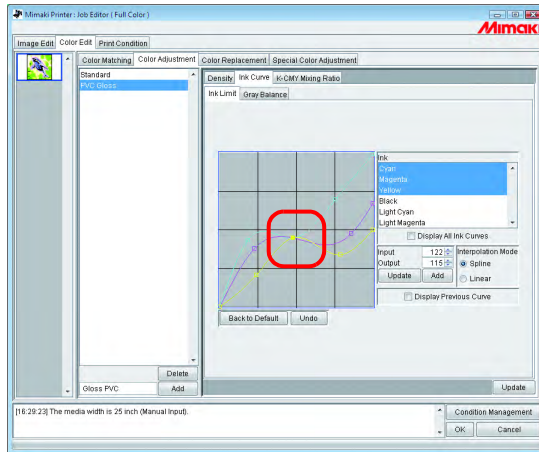 Mimaki Printer : Job Editor ( Full Color )
Mimaki
Image Edit Color Edit Print Condition
Color Matching Color Adjustment Color Replacement Special Color Adjustment
Standard
PVC Gloss
Density Ink Curve K-CMY Mixing Ratio
Ink Limit Gray Balance
Ink
Cyan
Magenta
Yellow
Black
Light Cyan
Light Magenta
Display All Ink Curves
Input 122 Interpolation Mode
Output 115 Spline
Update Add Linear
Display Previous Curve
Back to Default Undo
Delete
Gloss PVC Add
Update
[16:29:23] The media width is 25 inch (Manual Input).
Condition Management
OK Cancel